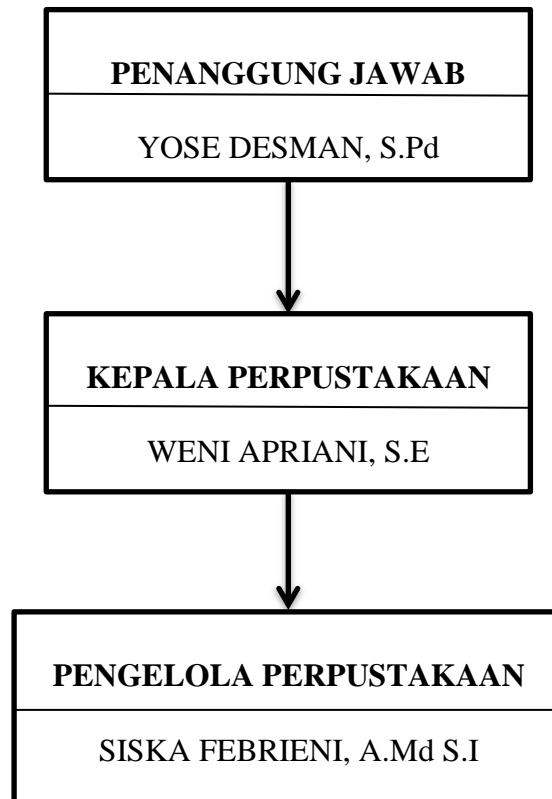 PENANGGUNG JAWAB
YOSE DESMAN, S.Pd
KEPALA PERPUSTAKAAN
WENI APRIANI, S.E
PENGELOLA PERPUSTAKAAN
SISKA FEBRIENI, A.Md S.I